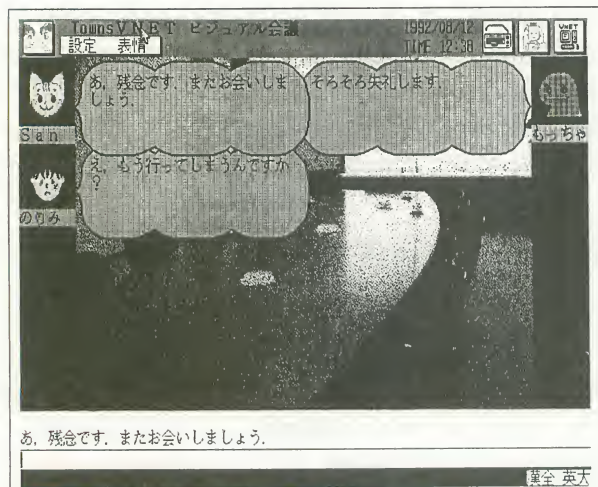 TownsVNET ビジュアル会議
1992/08/12
TIME 12:38
VNET
設定 表情
あ，残念です．またお会いしま
しょう．
そろそろ失礼します．
San
もっちゃ
え，もう行ってしまうんですか
?
のりみ
あ，残念です．またお会いしましょう．
漢全 英大